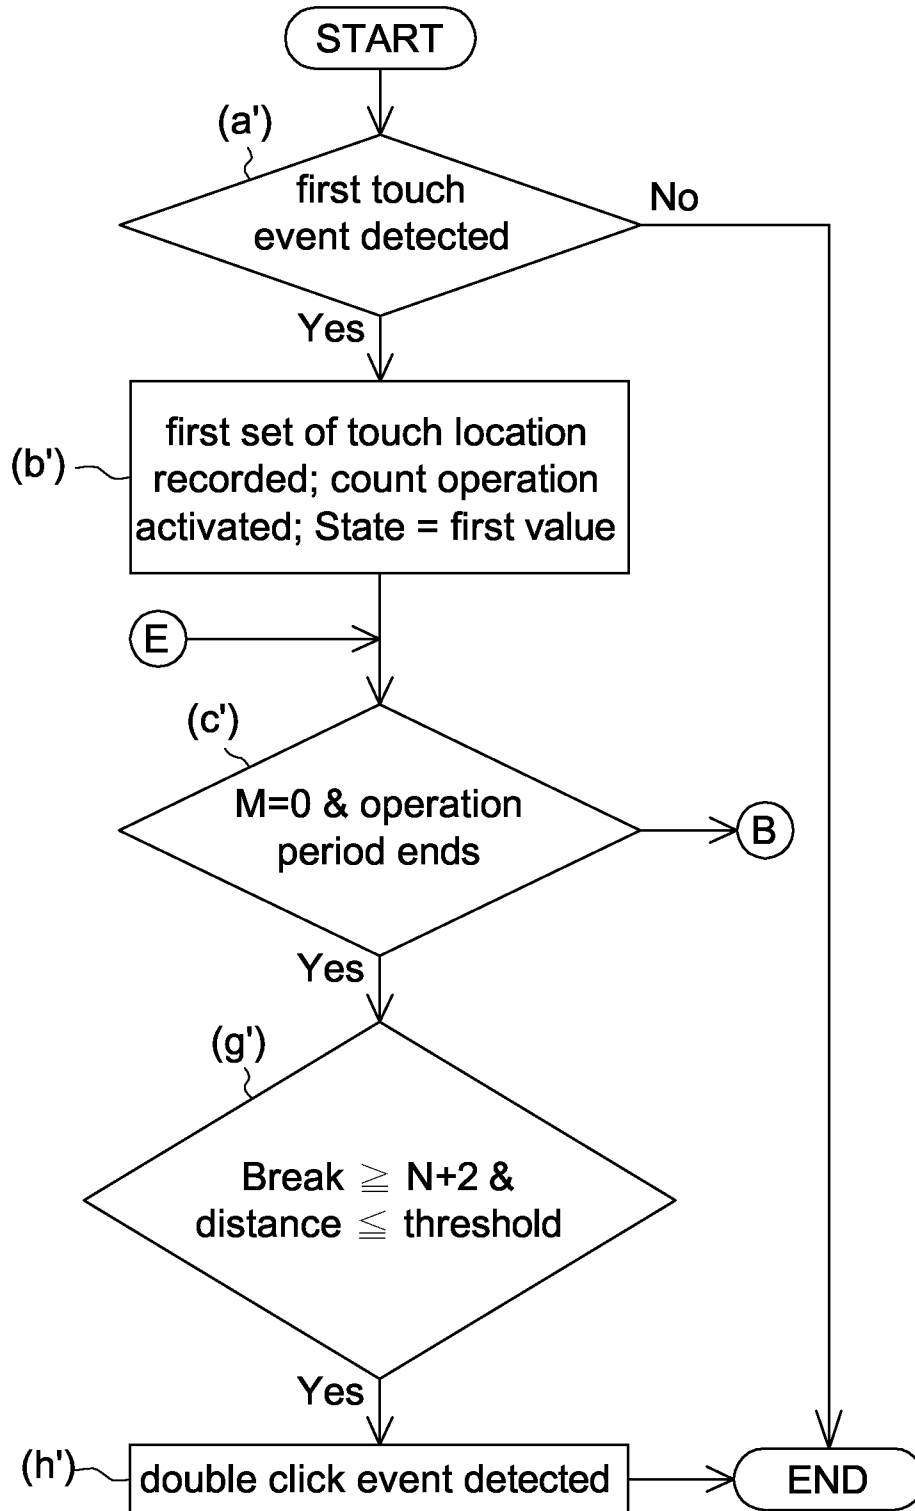 START
(a')
first touch
event detected
No
Yes
(b')
first set of touch location
recorded; count operation
activated; State = first value
E
(c')
M=0 & operation
period ends
B
Yes
(g')
Break ≧ N+2 &
distance ≦ threshold
Yes
(h')
double click event detected
END